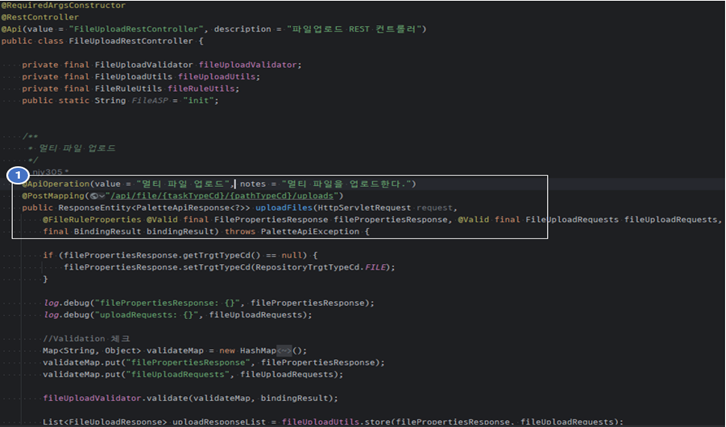 @RequiredArgsConstructor
@RestController
@Api(value = "FileUploadRestController", description = "파일업로드 REST 컨트롤러")
public class FileUploadRestController {
private final FileUploadValidator fileUploadValidator;
private final FileUploadUtils fileUploadUtils;
private final FileRuleUtils fileRuleUtils;
public static String FileASP = "init";
/**
* 멀티 파일 업로드
*/
1
njy305 *
@ApiOperation(value = "멀티 파일 업로드", notes = "멀티 파일을 업로드한다.")
@PostMapping("/api/file/{taskTypeCd}/{pathTypeCd}/uploads")
public ResponseEntity<PaletteApiResponse<?>> uploadFiles(HttpServletRequest request,
@FileRuleProperties @Valid final FilePropertiesResponse filePropertiesResponse, @Valid final FileUploadRequests fileUploadRequests,
final BindingResult bindingResult) throws PaletteApiException {
if (filePropertiesResponse.getTrgtTypeCd() == null) {
filePropertiesResponse.setTrgtTypeCd(RepositoryTrgtTypeCd.FILE);
}
log.debug("filePropertiesResponse: {}", filePropertiesResponse);
log.debug("uploadRequests: {}", fileUploadRequests);
//Validation 체크
Map<String, Object> validateMap = new HashMap<~>();
validateMap.put("filePropertiesResponse", filePropertiesResponse);
validateMap.put("fileUploadRequests", fileUploadRequests);
fileUploadValidator.validate(validateMap, bindingResult);
List<FileUploadResponse> uploadResponseList = fileUploadUtils.store(filePropertiesResponse, fileUploadRequests);